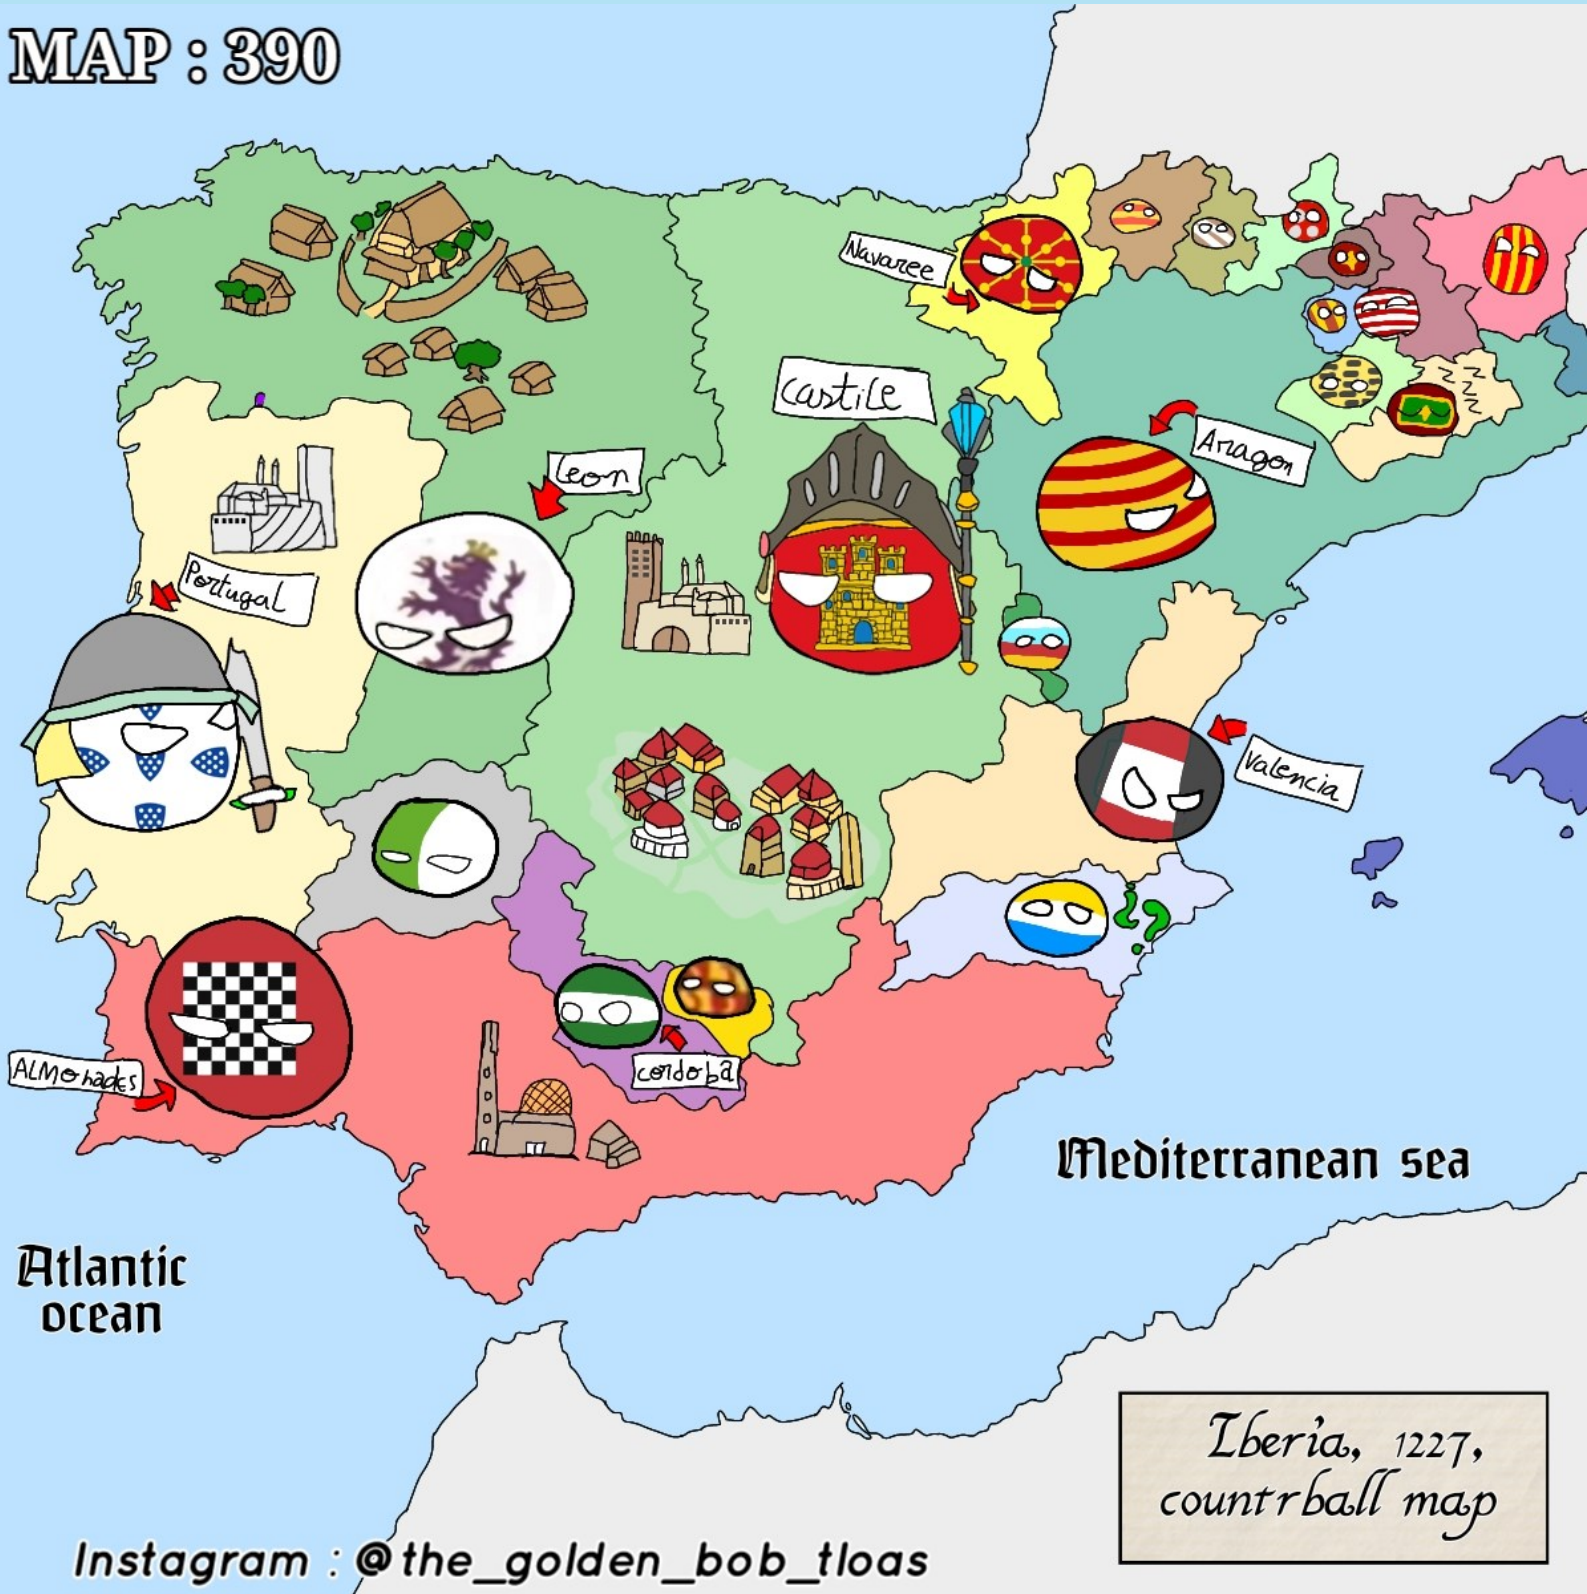 MAP : 390
Navaree
castile
Aragon
leon
Portugal
Valencia
¿?
ALMohades
cordoba
Mediterranean sea
Atlantic
ocean
Iberia, 1227,
countrball map
Instagram : @the_golden_bob_tloas